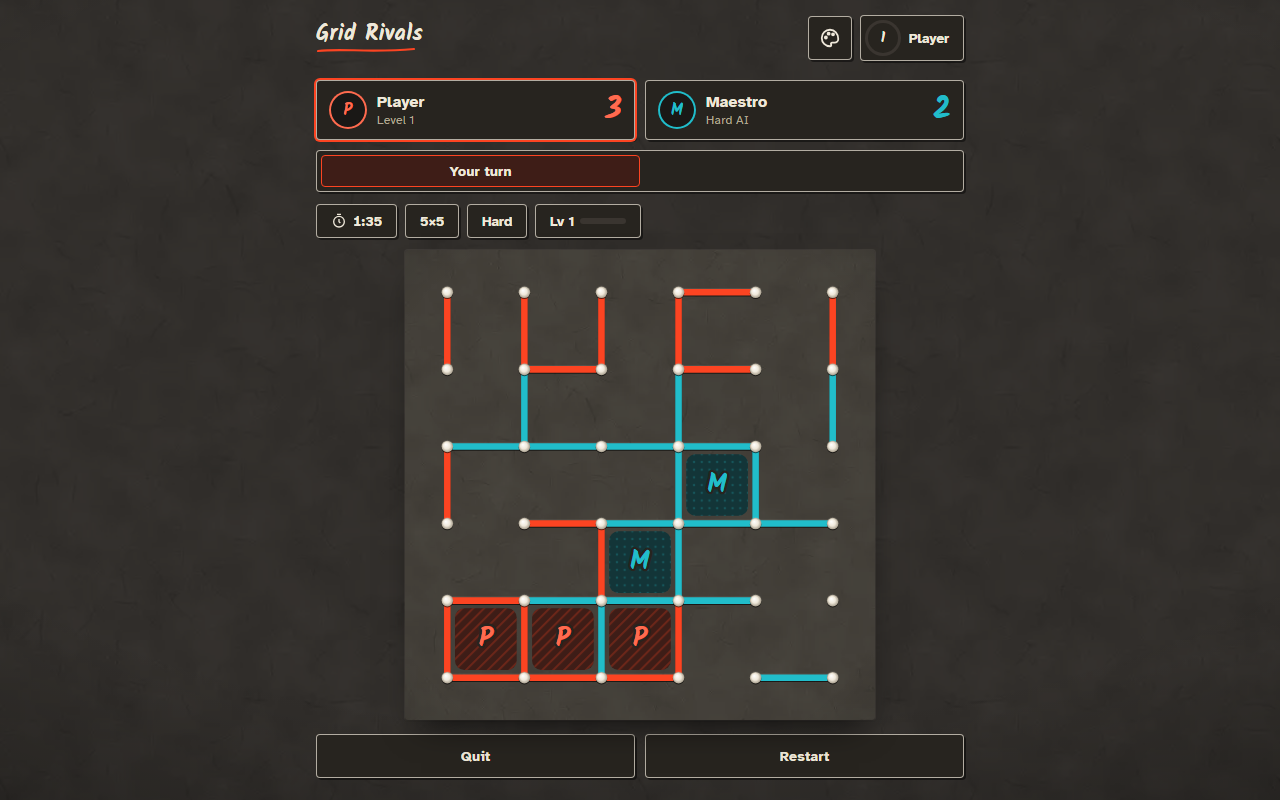 Grid Rivals
I Player
P Player 3
Level 1
M Maestro 2
Hard AI
Your turn
1:35 5×5 Hard Lv 1
M
M
P P P
Quit Restart